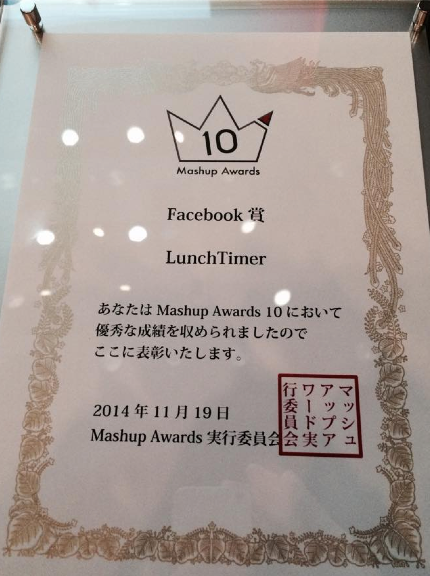 10
Mashup Awards
Facebook 賞
LunchTimer
あなたは Mashup Awards 10 において
優秀な成績を収められましたので
ここに表彰いたします。
2014 年 11 月 19 日
Mashup Awards 実行委員会
マッシュ
アップア
ワード実
行委員会